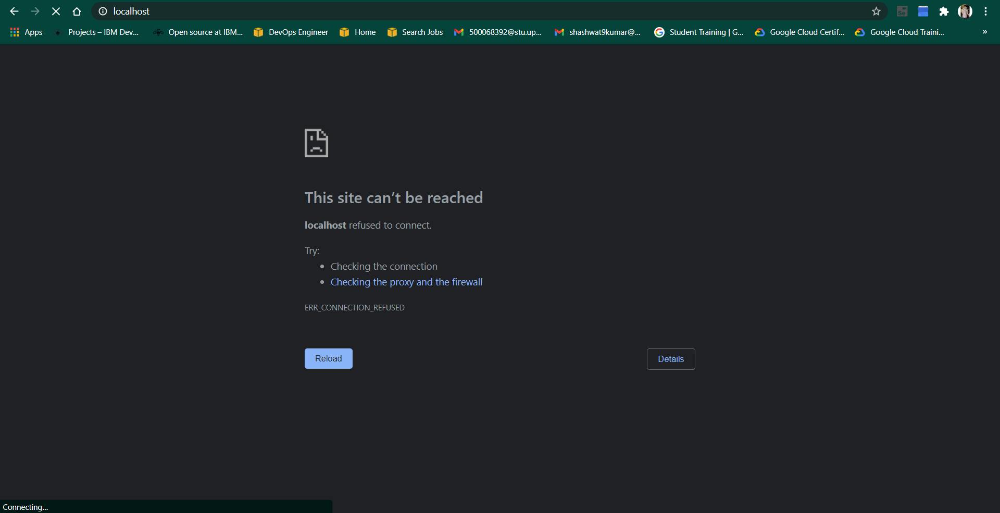 localhost
Se
Apps Projects – IBM Dev... Open source at IBM... DevOps Engineer Home Search Jobs 500068392@stu.up... shashwat9kumar@... Student Training | G... Google Cloud Certif... Google Cloud Traini... »
This site can’t be reached
localhost refused to connect.
Try:
• Checking the connection
• Checking the proxy and the firewall
ERR_CONNECTION_REFUSED
Reload Details
Connecting...